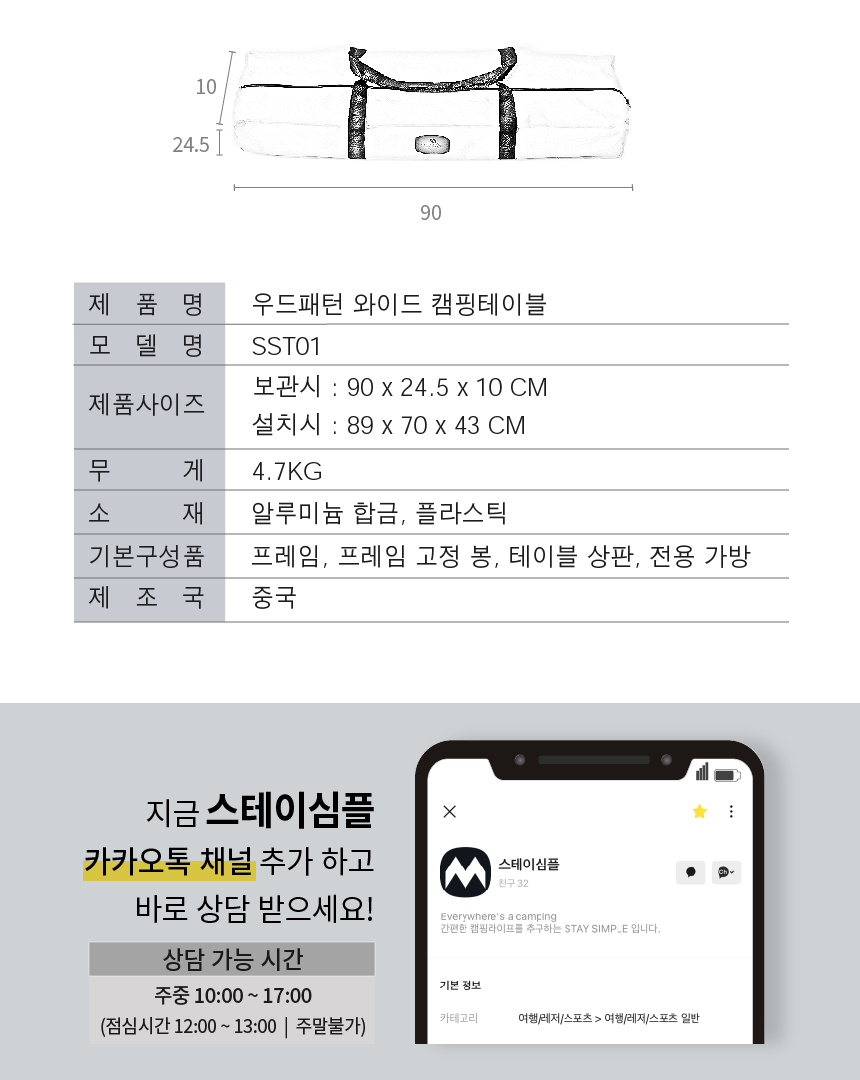 10
24.5
90
제 품 명 우드패턴 와이드 캠핑테이블
모 델 명 SST01
제품사이즈 보관시 : 90 x 24.5 x 10 CM
설치시 : 89 x 70 x 43 CM
무 게 4.7KG
소 재 알루미늄 합금, 플라스틱
기본구성품 프레임, 프레임 고정 봉, 테이블 상판, 전용 가방
제 조 국 중국
지금 스테이심플
카카오톡 채널 추가 하고
바로 상담 받으세요!
상담 가능 시간
주중 10:00 ~ 17:00
(점심시간 12:00 ~ 13:00 | 주말불가)
스테이심플
친구 32
Ch
Everywhere's a camping
간편한 캠핑라이프를 추구하는 STAY SIMPLE 입니다.
기본 정보
카테고리 여행/레저/스포츠 > 여행/레저/스포츠 일반